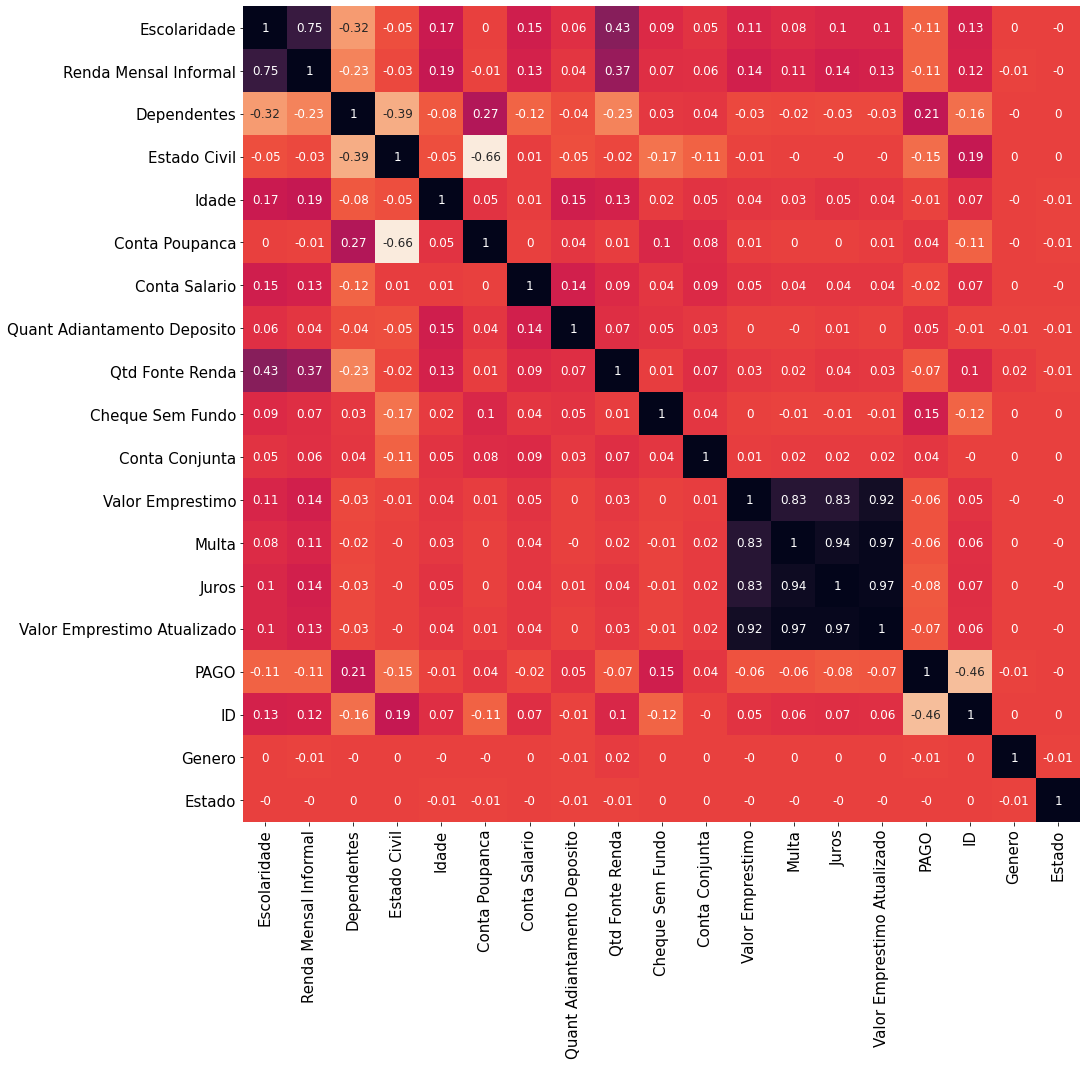 Escolaridade 1 0.75 -0.32 -0.05 0.17 0 0.15 0.06 0.43 0.09 0.05 0.11 0.08 0.1 0.1 -0.11 0.13 0 -0
Renda Mensal Informal 0.75 1 -0.23 -0.03 0.19 -0.01 0.13 0.04 0.37 0.07 0.06 0.14 0.11 0.14 0.13 -0.11 0.12 -0.01 -0
Dependentes -0.32 -0.23 1 -0.39 -0.08 0.27 -0.12 -0.04 -0.23 0.03 0.04 -0.03 -0.02 -0.03 -0.03 0.21 -0.16 -0 0
Estado Civil -0.05 -0.03 -0.39 1 -0.05 -0.66 0.01 -0.05 -0.02 -0.17 -0.11 -0.01 -0 -0 -0 -0.15 0.19 0 0
Idade 0.17 0.19 -0.08 -0.05 1 0.05 0.01 0.15 0.13 0.02 0.05 0.04 0.03 0.05 0.04 -0.01 0.07 -0 -0.01
Conta Poupanca 0 -0.01 0.27 -0.66 0.05 1 0 0.04 0.01 0.1 0.08 0.01 0 0 0.01 0.04 -0.11 -0 -0.01
Conta Salario 0.15 0.13 -0.12 0.01 0.01 0 1 0.14 0.09 0.04 0.09 0.05 0.04 0.04 0.04 -0.02 0.07 0 -0
Quant Adiantamento Deposito 0.06 0.04 -0.04 -0.05 0.15 0.04 0.14 1 0.07 0.05 0.03 0 -0 0.01 0 0.05 -0.01 -0.01 -0.01
Qtd Fonte Renda 0.43 0.37 -0.23 -0.02 0.13 0.01 0.09 0.07 1 0.01 0.07 0.03 0.02 0.04 0.03 -0.07 0.1 0.02 -0.01
Cheque Sem Fundo 0.09 0.07 0.03 -0.17 0.02 0.1 0.04 0.05 0.01 1 0.04 0 -0.01 -0.01 -0.01 0.15 -0.12 0 0
Conta Conjunta 0.05 0.06 0.04 -0.11 0.05 0.08 0.09 0.03 0.07 0.04 1 0.01 0.02 0.02 0.02 0.04 -0 0 0
Valor Emprestimo 0.11 0.14 -0.03 -0.01 0.04 0.01 0.05 0 0.03 0 0.01 1 0.83 0.83 0.92 -0.06 0.05 -0 -0
Multa 0.08 0.11 -0.02 -0 0.03 0 0.04 -0 0.02 -0.01 0.02 0.83 1 0.94 0.97 -0.06 0.06 0 -0
Juros 0.1 0.14 -0.03 -0 0.05 0 0.04 0.01 0.04 -0.01 0.02 0.83 0.94 1 0.97 -0.08 0.07 0 -0
Valor Emprestimo Atualizado 0.1 0.13 -0.03 -0 0.04 0.01 0.04 0 0.03 -0.01 0.02 0.92 0.97 0.97 1 -0.07 0.06 0 -0
PAGO -0.11 -0.11 0.21 -0.15 -0.01 0.04 -0.02 0.05 -0.07 0.15 0.04 -0.06 -0.06 -0.08 -0.07 1 -0.46 -0.01 -0
ID 0.13 0.12 -0.16 0.19 0.07 -0.11 0.07 -0.01 0.1 -0.12 -0 0.05 0.06 0.07 0.06 -0.46 1 0 0
Genero 0 -0.01 -0 0 -0 -0 0 -0.01 0.02 0 0 -0 0 0 0 -0.01 0 1 -0.01
Estado -0 -0 0 0 -0.01 -0.01 -0 -0.01 -0.01 0 0 -0 -0 -0 -0 -0 0 -0.01 1
Escolaridade
Renda Mensal Informal
Dependentes
Estado Civil
Idade
Conta Poupanca
Conta Salario
Quant Adiantamento Deposito
Qtd Fonte Renda
Cheque Sem Fundo
Conta Conjunta
Valor Emprestimo
Multa
Juros
Valor Emprestimo Atualizado
PAGO
ID
Genero
Estado